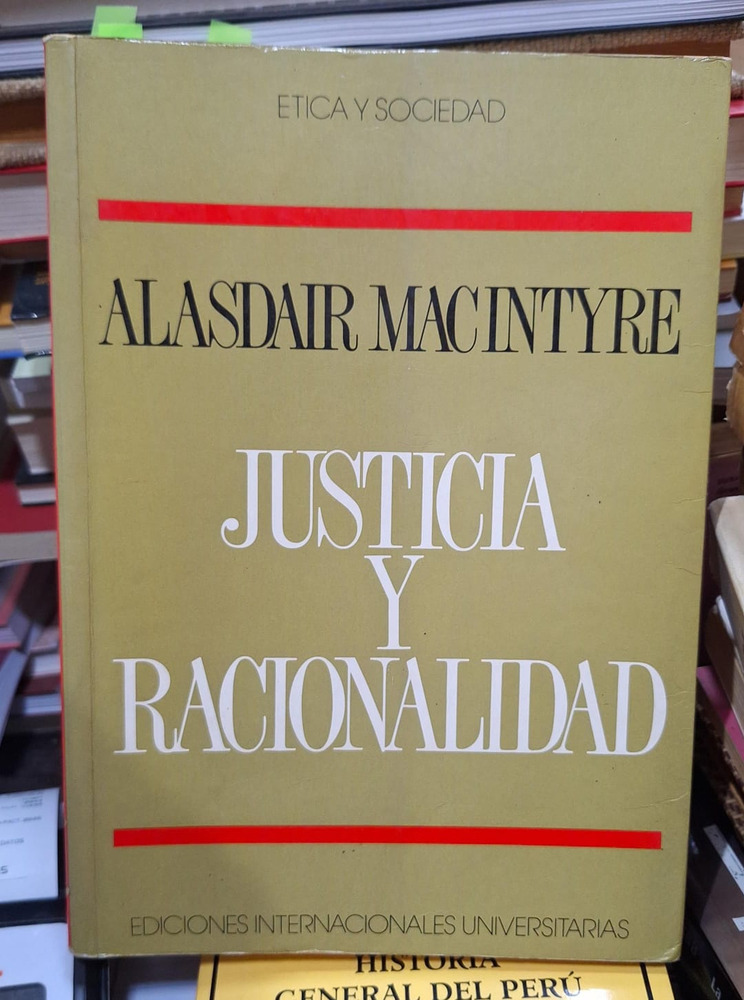 ETICA Y SOCIEDAD
ALASDAIR MACINTYRE
JUSTICIA
Y
RACIONALIDAD
EDICIONES INTERNACIONALES UNIVERSITARIAS
HISTORIA
GENERAL DEL PERÚ